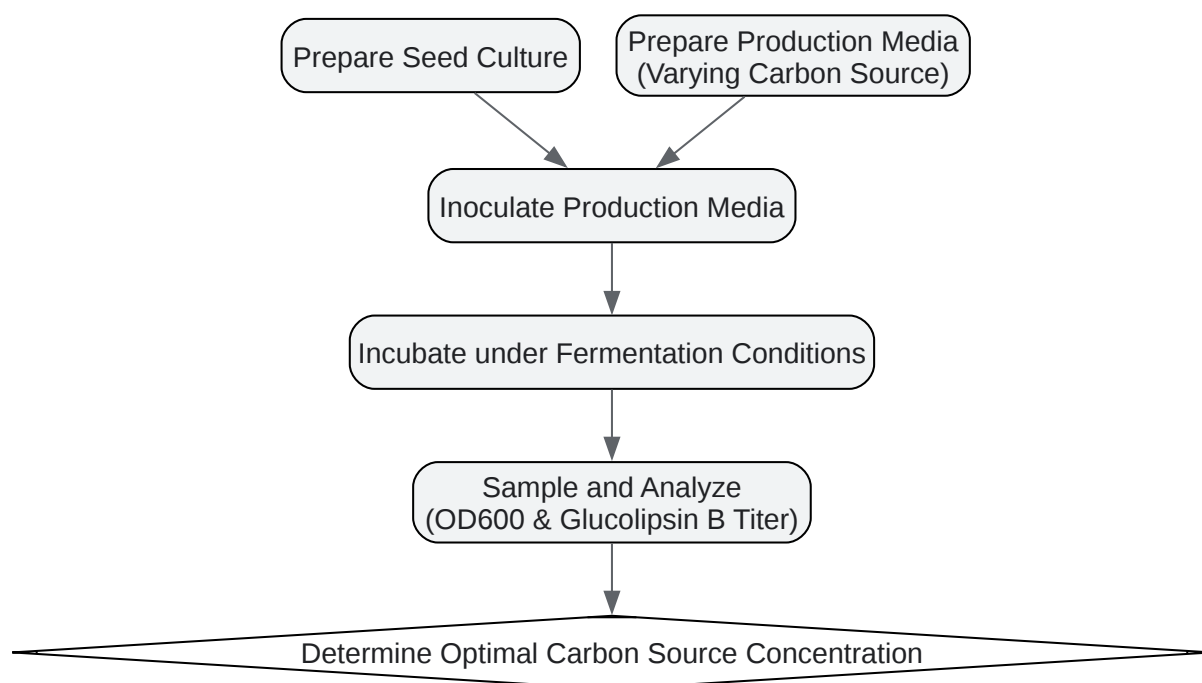 Prepare Seed Culture
Prepare Production Media
(Varying Carbon Source)
Inoculate Production Media
Incubate under Fermentation Conditions
Sample and Analyze
(OD600 & Glucolipsin B Titer)
Determine Optimal Carbon Source Concentration